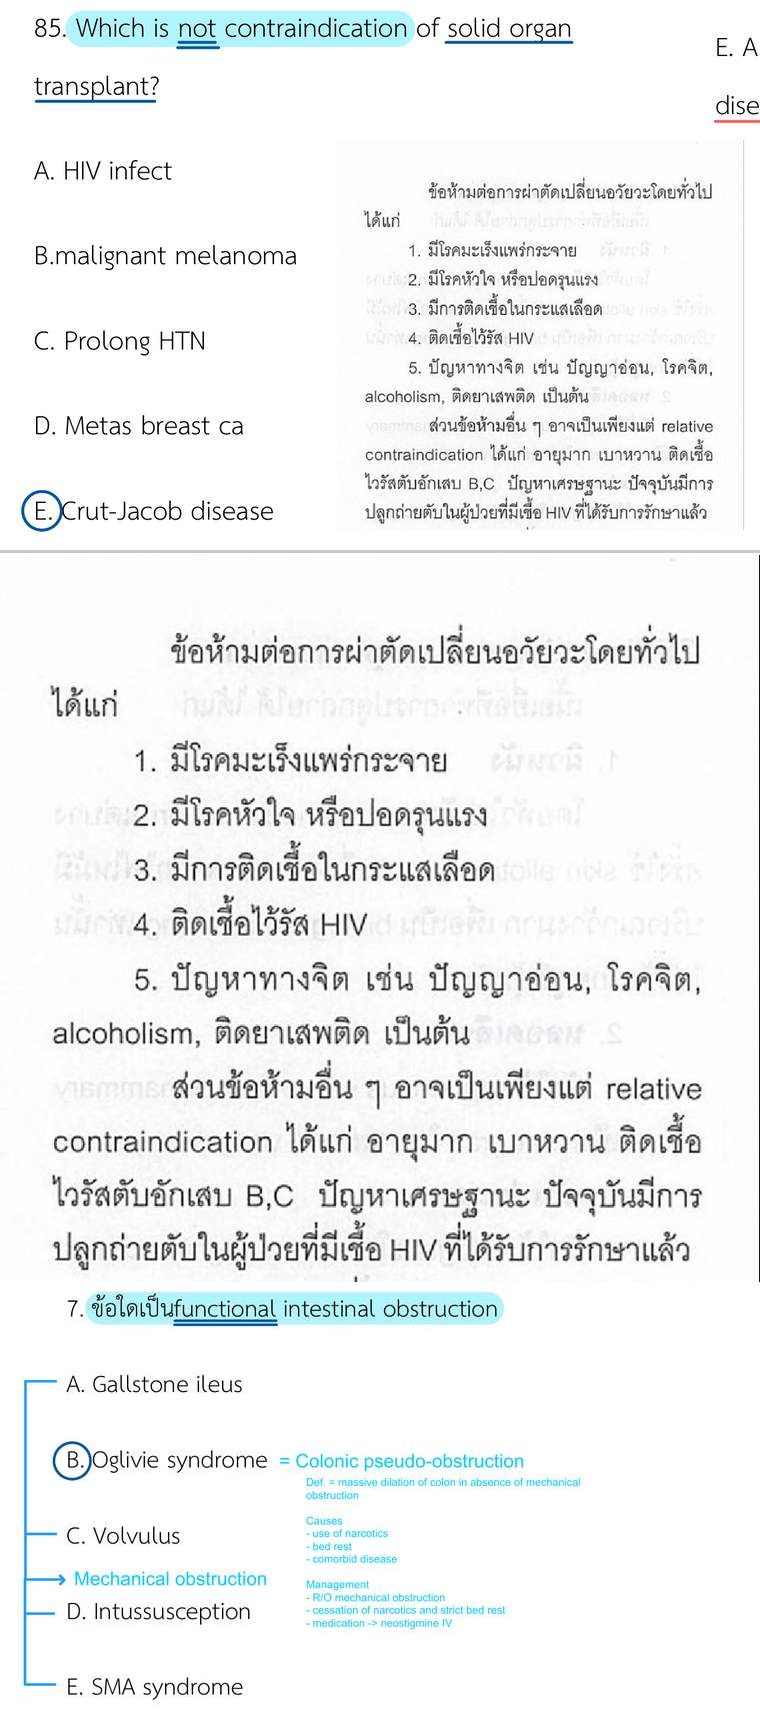 85. Which is not contraindication of solid organ
transplant?
E. A
dise
A. HIV infect
B.malignant melanoma
C. Prolong HTN
D. Metas breast ca
E. Crut-Jacob disease
ข้อห้ามต่อการผ่าตัดเปลี่ยนอวัยวะโดยทั่วไป
ได้แก่
1. มีโรคมะเร็งแพร่กระจาย
2. มีโรคหัวใจ หรือปอดรุนแรง
3. มีการติดเชื้อในกระแสเลือด
4. ติดเชื้อไวรัส HIV
5. ปัญหาทางจิต เช่น ปัญญาอ่อน, โรคจิต,
alcoholism, ติดยาเสพติด เป็นต้น
ส่วนข้อห้ามอื่น ๆ อาจเป็นเพียงแต่ relative
contraindication ได้แก่ อายุมาก เบาหวาน ติดเชื้อ
ไวรัสตับอักเสบ B,C ปัญหาเศรษฐานะ ปัจจุบันมีการ
ปลูกถ่ายตับในผู้ป่วยที่มีเชื้อ HIV ที่ได้รับการรักษาแล้ว
ข้อห้ามต่อการผ่าตัดเปลี่ยนอวัยวะโดยทั่วไป
ได้แก่
1. มีโรคมะเร็งแพร่กระจาย
2. มีโรคหัวใจ หรือปอดรุนแรง
3. มีการติดเชื้อในกระแสเลือด
4. ติดเชื้อไว้รัส HIV
5. ปัญหาทางจิต เช่น ปัญญาอ่อน, โรคจิต,
alcoholism, ติดยาเสพติด เป็นต้น
ส่วนข้อห้ามอื่น ๆ อาจเป็นเพียงแต่ relative
contraindication ได้แก่ อายุมาก เบาหวาน ติดเชื้อ
ไวรัสตับอักเสบ B,C ปัญหาเศรษฐานะ ปัจจุบันมีการ
ปลูกถ่ายตับในผู้ป่วยที่มีเชื้อ HIV ที่ได้รับการรักษาแล้ว
7. ข้อใดเป็นfunctional intestinal obstruction
A. Gallstone ileus
B. Oglivie syndrome = Colonic pseudo-obstruction
Def. = massive dilation of colon in absence of mechanical
obstruction
Causes
- use of narcotics
- bed rest
- comorbid disease
Management
- R/O mechanical obstruction
- cessation of narcotics and strict bed rest
- medication -> neostigmine IV
C. Volvulus
Mechanical obstruction
D. Intussusception
E. SMA syndrome